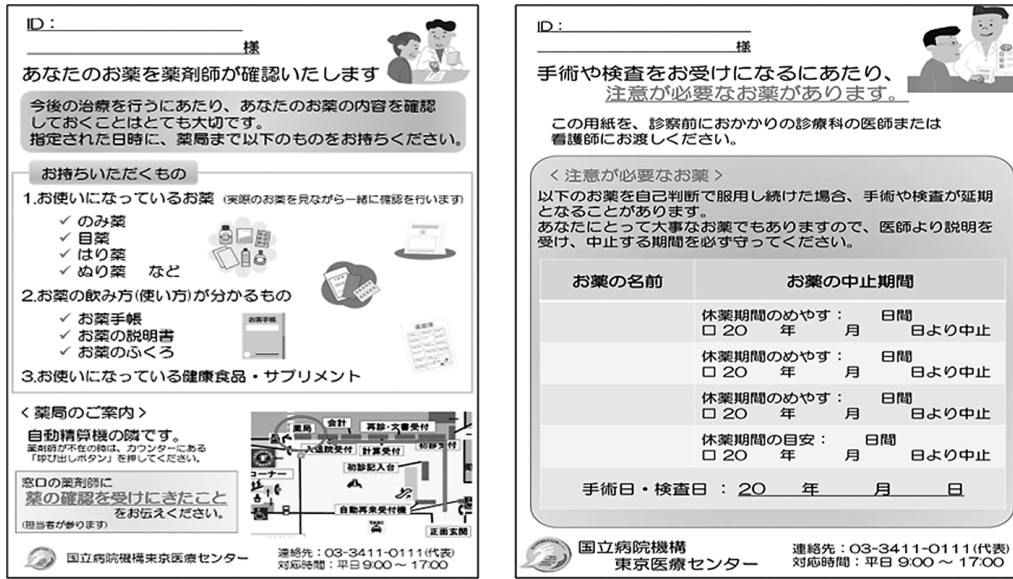 ID：
様
あなたのお薬を薬剤師が確認いたします
今後の治療を行うにあたり、あなたのお薬の内容を確認
しておくことはとても大切です。
指定された日時に、薬局まで以下のものをお持ちください。
お持ちいただくもの
1.お使いになっているお薬 (実際のお薬を見ながら一緒に確認を行います)
✓ のみ薬
✓ 目薬
✓ はり薬
✓ ぬり薬 など
2.お薬の飲み方(使い方)が分かるもの
✓ お薬手帳
✓ お薬の説明書
✓ お薬のふくろ
お薬手帳
3.お使いになっている健康食品・サプリメント
＜薬局のご案内＞
自動精算機の隣です。
薬剤師が不在の時は、カウンターにある
「呼び出しボタン」を押してください。
窓口の薬剤師に
薬の確認を受けにきたこと
をお伝えください。
(担当者が参ります)
薬局
会計
再診・文書受付
入退院受付
計算受付
初診受付
初診記入台
コーナー
自動再来受付機
TAXI
正面玄関
国立病院機構東京医療センター
連絡先：03-3411-0111(代表)
対応時間：平日 9:00 ～ 17:00
ID：
様
手術や検査をお受けになるにあたり、
注意が必要なお薬があります。
この用紙を、診察前におかかりの診療科の医師または
看護師にお渡しください。
＜注意が必要なお薬＞
以下のお薬を自己判断で服用し続けた場合、手術や検査が延期
となることがあります。
あなたにとって大事なお薬でもありますので、医師より説明を
受け、中止する期間を必ず守ってください。
お薬の名前 お薬の中止期間
休薬期間のめやす： 日間
□ 20 年 月 日より中止
休薬期間のめやす： 日間
□ 20 年 月 日より中止
休薬期間のめやす： 日間
□ 20 年 月 日より中止
休薬期間の目安： 日間
□ 20 年 月 日より中止
手術日・検査日 ： 20 年 月 日
国立病院機構
東京医療センター
連絡先：03-3411-0111(代表)
対応時間：平日 9:00 ～ 17:00